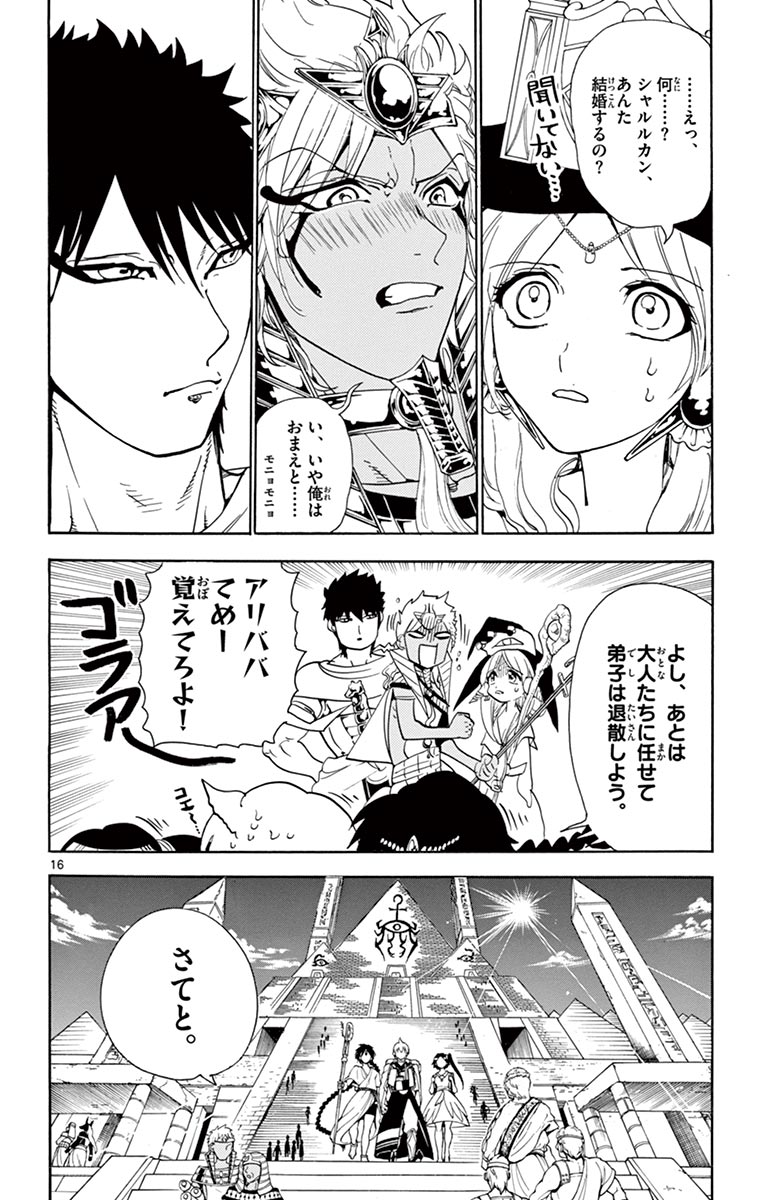 ……えっ、
何……？
シャルルカン、
あんた
結婚するの？
聞いてない…
い、いや俺は
おまえと……
モニョモニョ
よし、あとは
大人たちに任せて
弟子は退散しよう。
アリババ
てめー
覚えてろよ！
ゴラアー
コエ〜…
16
さてと。